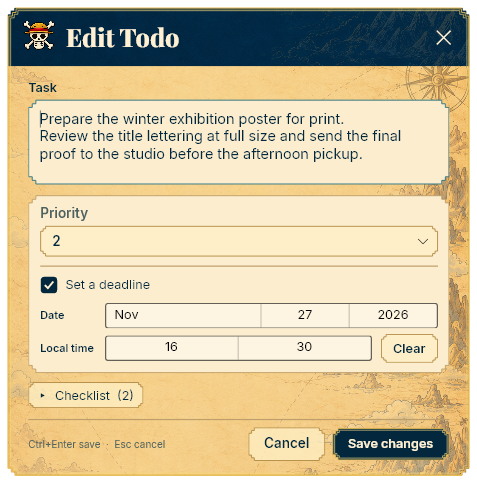 Edit Todo
Task
Prepare the winter exhibition poster for print.
Review the title lettering at full size and send the final
proof to the studio before the afternoon pickup.
Priority
2
Set a deadline
Date Nov 27 2026
Local time 16 30 Clear
Checklist (2)
Ctrl+Enter save · Esc cancel Cancel Save changes